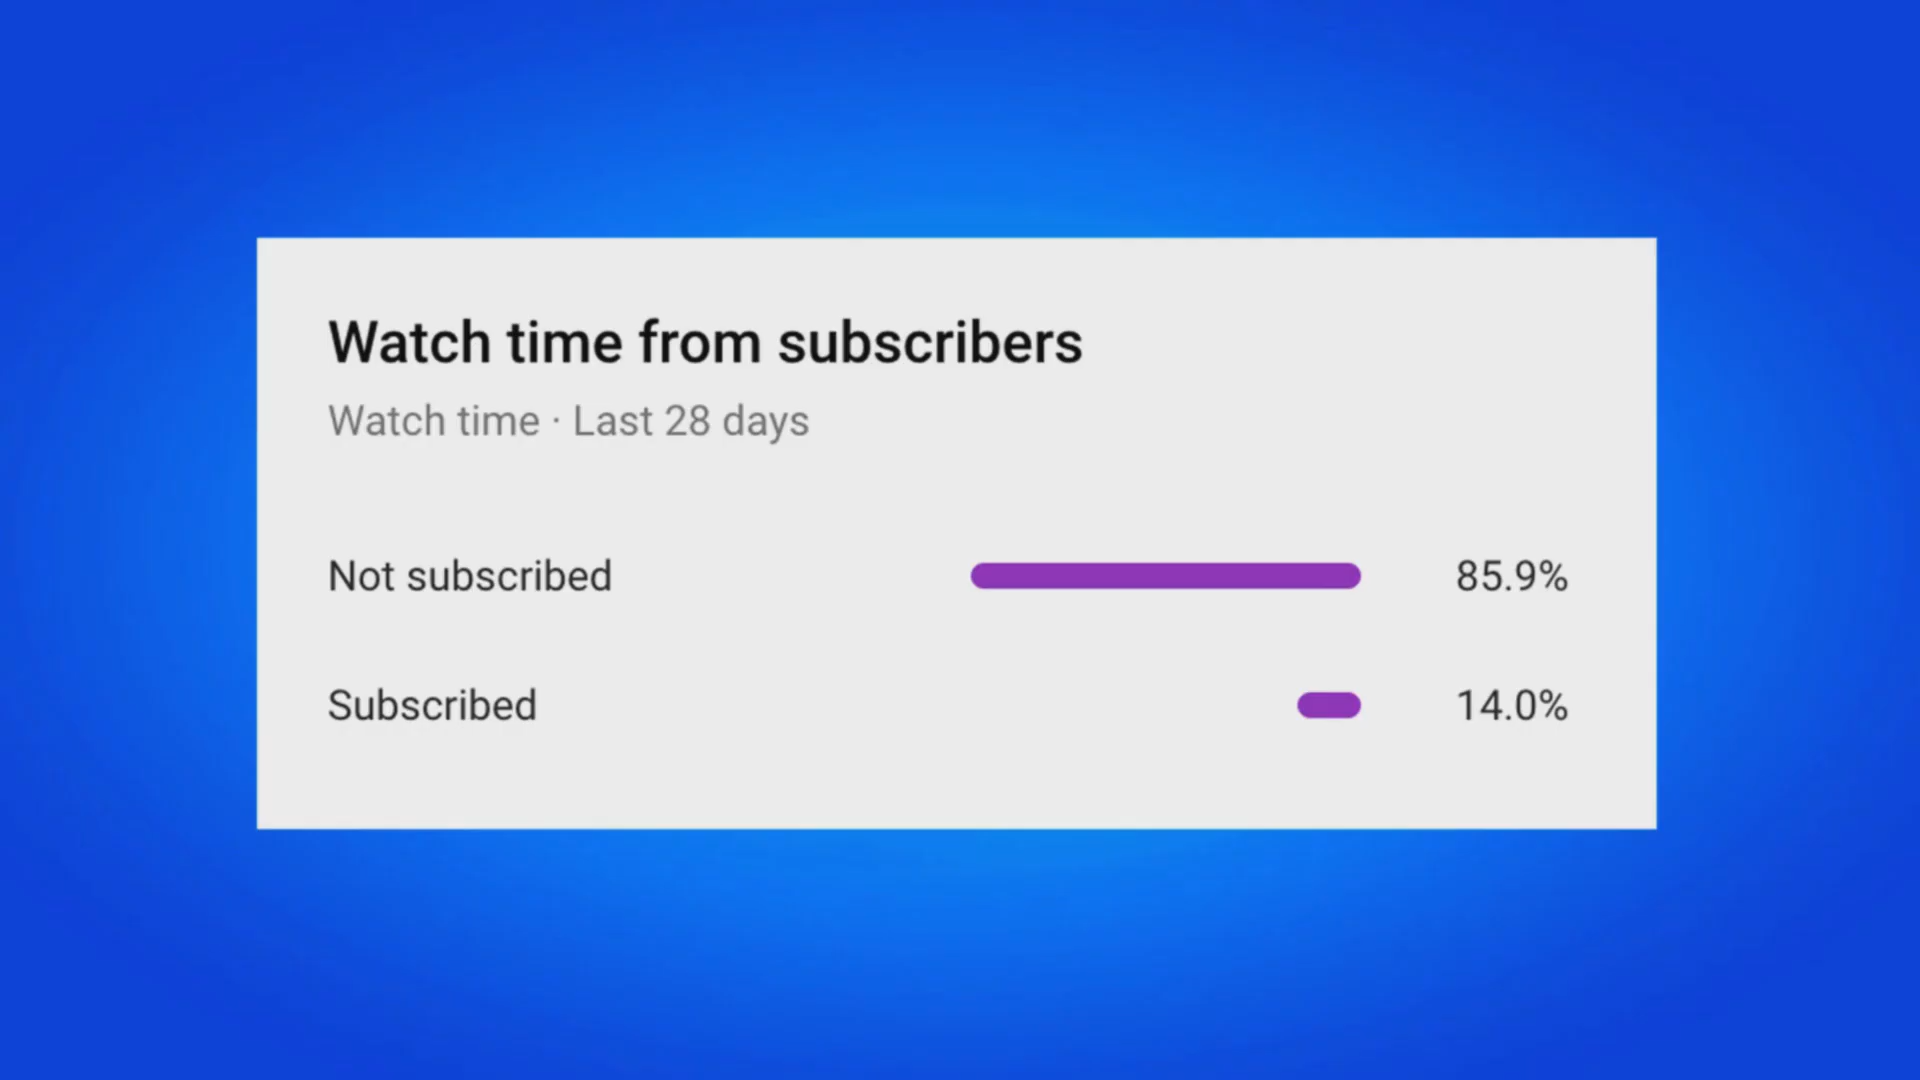 Watch time from subscribers
Watch time · Last 28 days
Not subscribed 85.9%
Subscribed 14.0%